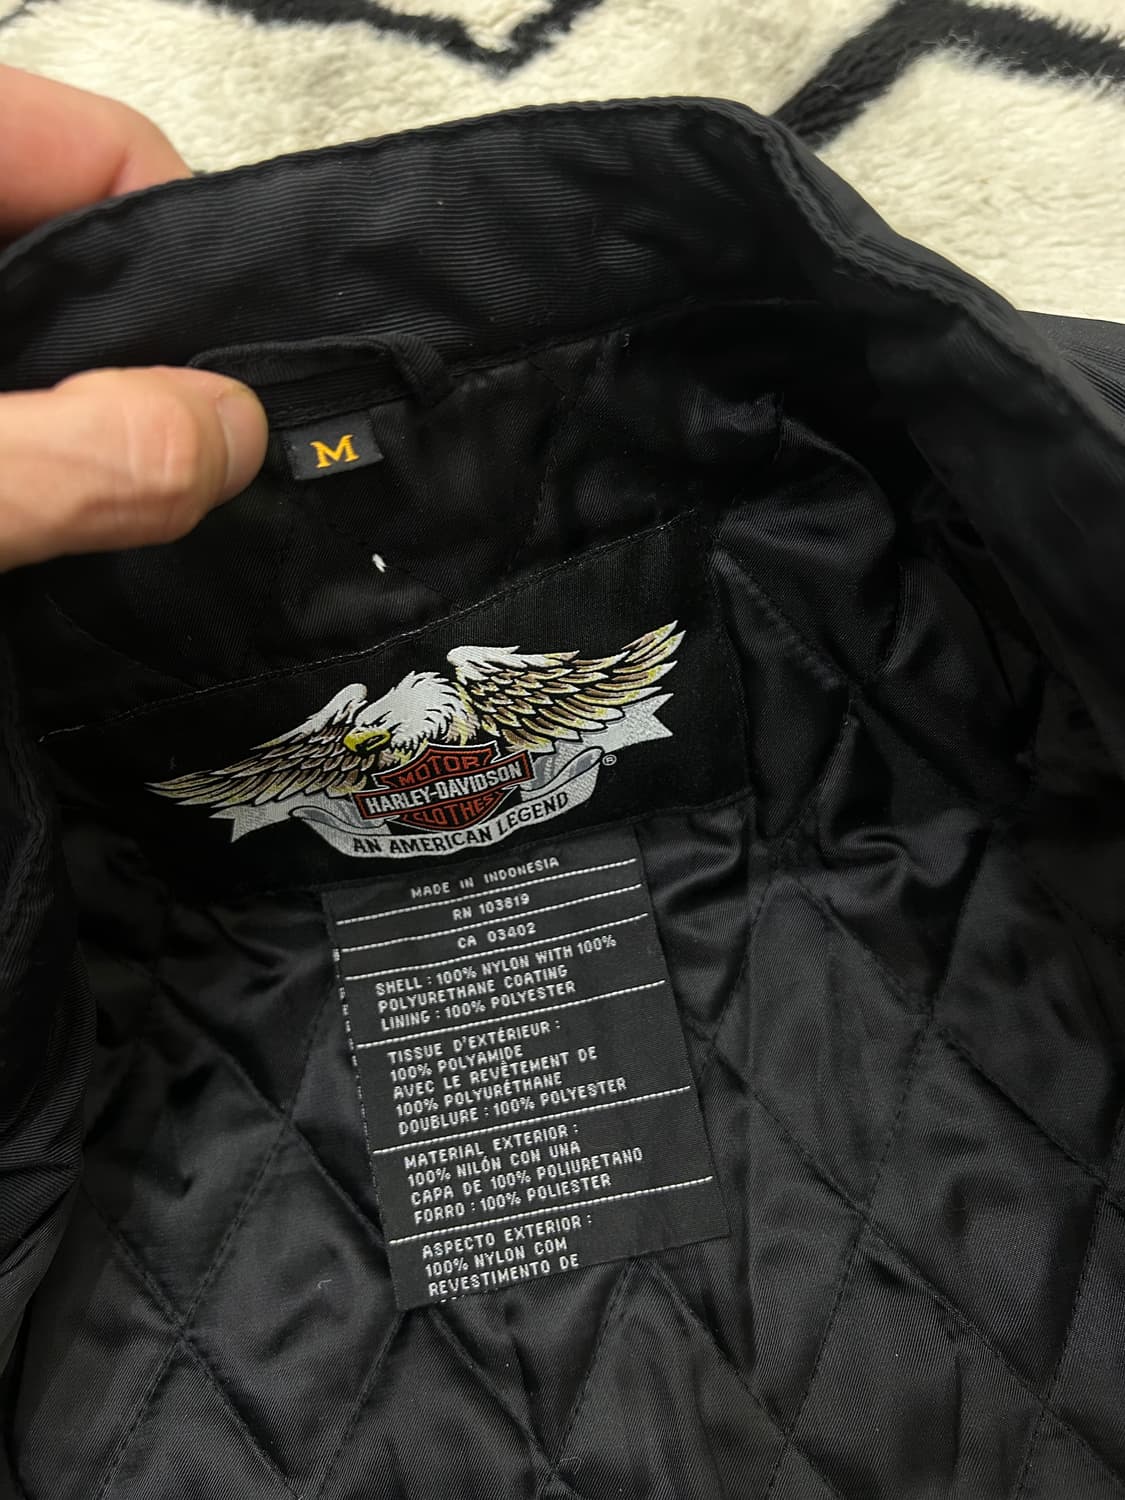 M
MOTOR
HARLEY-DAVIDSON
CLOTHES
®
AN AMERICAN LEGEND
MADE IN INDONESIA
RN 103819
CA 03402
SHELL : 100% NYLON WITH 100%
POLYURETHANE COATING
LINING : 100% POLYESTER
TISSUE D'EXTÉRIEUR :
100% POLYAMIDE
AVEC LE REVÊTEMENT DE
100% POLYURÉTHANE
DOUBLURE : 100% POLYESTER
MATERIAL EXTERIOR :
100% NILÓN CON UNA
CAPA DE 100% POLIURETANO
FORRO : 100% POLIESTER
ASPECTO EXTERIOR :
100% NYLON COM
REVESTIMENTO DE